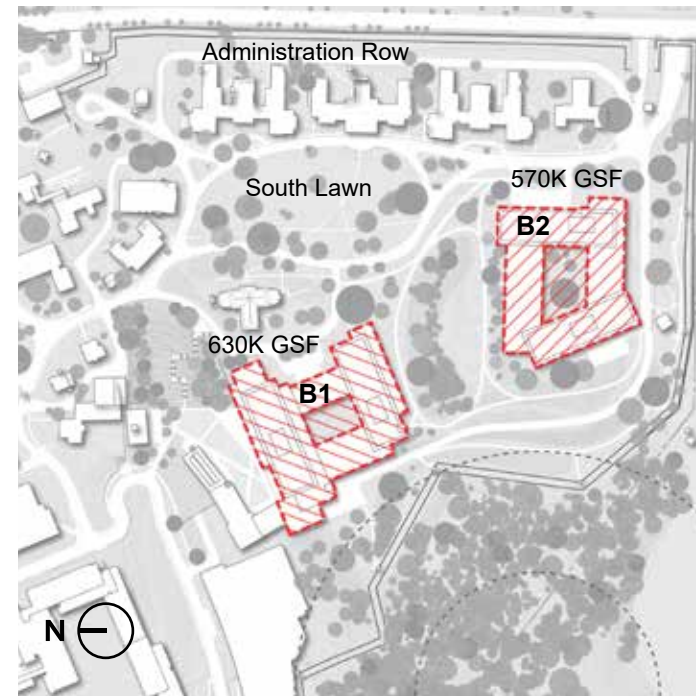 Administration Row
South Lawn
570K GSF
B2
630K GSF
B1
N